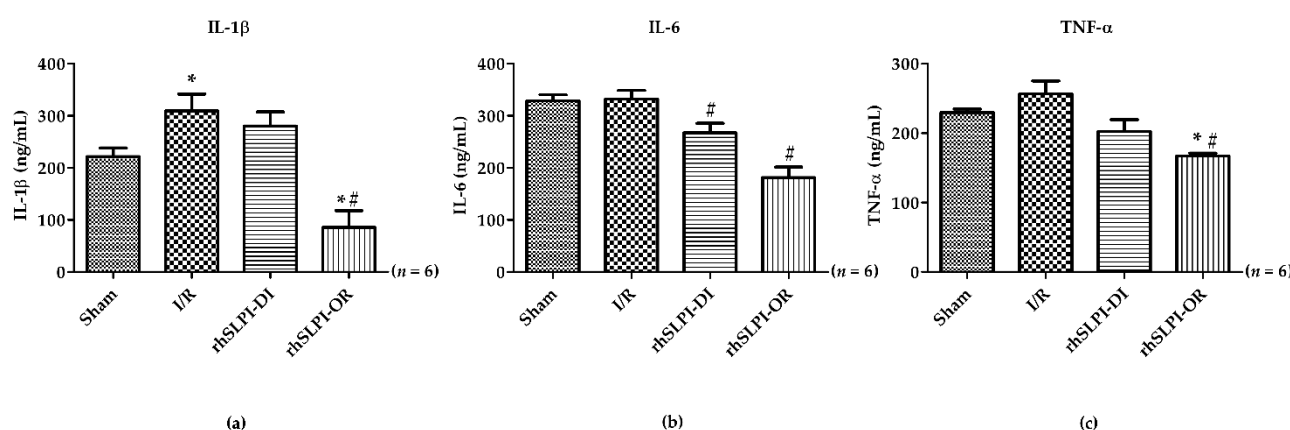 IL-1β
IL-6
TNF-α
IL-1β (ng/mL)
400
300
200
100
0
*
* #
(n = 6)
Sham
I/R
rhSLPI-DI
rhSLPI-OR
(a)
IL-6 (ng/mL)
400
300
200
100
0
#
#
(n = 6)
Sham
I/R
rhSLPI-DI
rhSLPI-OR
(b)
TNF-α (ng/mL)
300
200
100
0
* #
(n = 6)
Sham
I/R
rhSLPI-DI
rhSLPI-OR
(c)